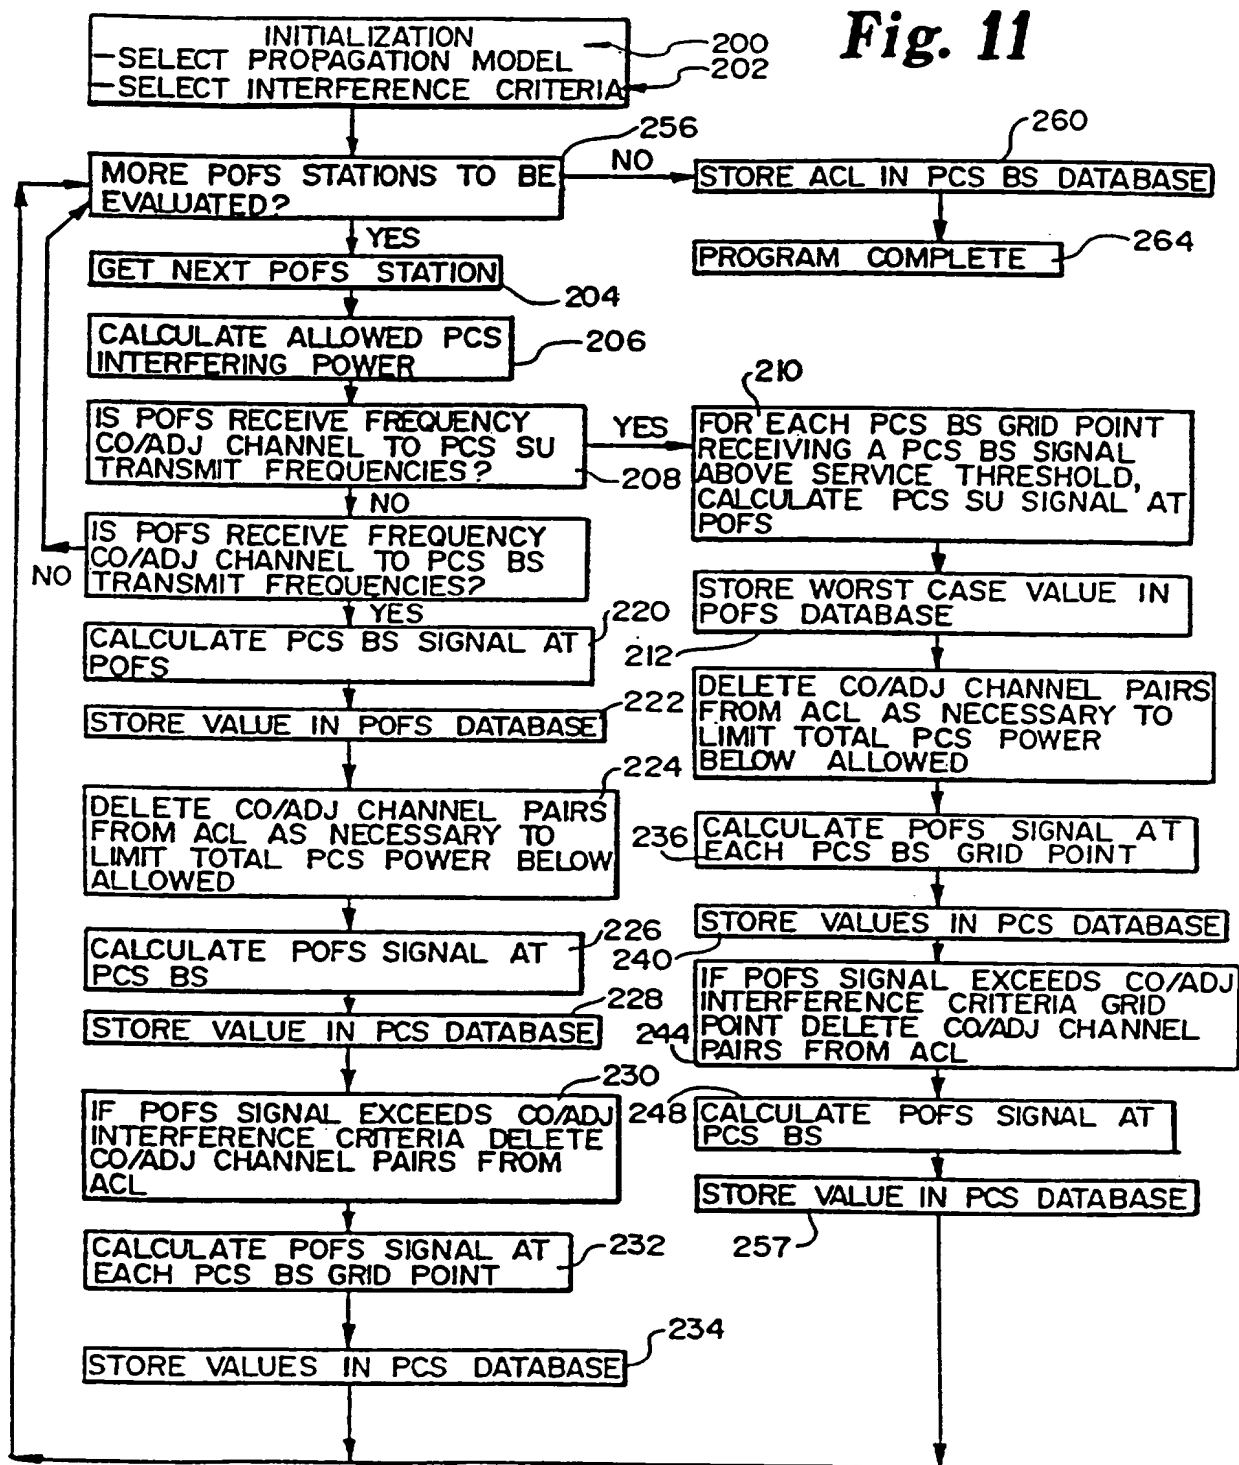 Fig. 11
INITIALIZATION
—SELECT PROPAGATION MODEL
—SELECT INTERFERENCE CRITERIA
200
202
256
MORE POFS STATIONS TO BE
EVALUATED?
NO
260
STORE ACL IN PCS BS DATABASE
264
PROGRAM COMPLETE
YES
GET NEXT POFS STATION
204
CALCULATE ALLOWED PCS
INTERFERING POWER
206
IS POFS RECEIVE FREQUENCY
CO/ADJ CHANNEL TO PCS SU
TRANSMIT FREQUENCIES?
208
YES
NO
IS POFS RECEIVE FREQUENCY
CO/ADJ CHANNEL TO PCS BS
TRANSMIT FREQUENCIES?
NO
YES
220
CALCULATE PCS BS SIGNAL AT
POFS
222
STORE VALUE IN POFS DATABASE
224
DELETE CO/ADJ CHANNEL PAIRS
FROM ACL AS NECESSARY TO
LIMIT TOTAL PCS POWER BELOW
ALLOWED
226
CALCULATE POFS SIGNAL AT
PCS BS
228
STORE VALUE IN PCS DATABASE
230
IF POFS SIGNAL EXCEEDS CO/ADJ
INTERFERENCE CRITERIA DELETE
CO/ADJ CHANNEL PAIRS FROM
ACL
232
CALCULATE POFS SIGNAL AT
EACH PCS BS GRID POINT
234
STORE VALUES IN PCS DATABASE
210
FOR EACH PCS BS GRID POINT
RECEIVING A PCS BS SIGNAL
ABOVE SERVICE THRESHOLD,
CALCULATE PCS SU SIGNAL AT
POFS
STORE WORST CASE VALUE IN
POFS DATABASE
212
DELETE CO/ADJ CHANNEL PAIRS
FROM ACL AS NECESSARY TO
LIMIT TOTAL PCS POWER
BELOW ALLOWED
236
CALCULATE POFS SIGNAL AT
EACH PCS BS GRID POINT
STORE VALUES IN PCS DATABASE
240
IF POFS SIGNAL EXCEEDS CO/ADJ
INTERFERENCE CRITERIA GRID
POINT DELETE CO/ADJ CHANNEL
PAIRS FROM ACL
244
248
CALCULATE POFS SIGNAL AT
PCS BS
STORE VALUE IN PCS DATABASE
257